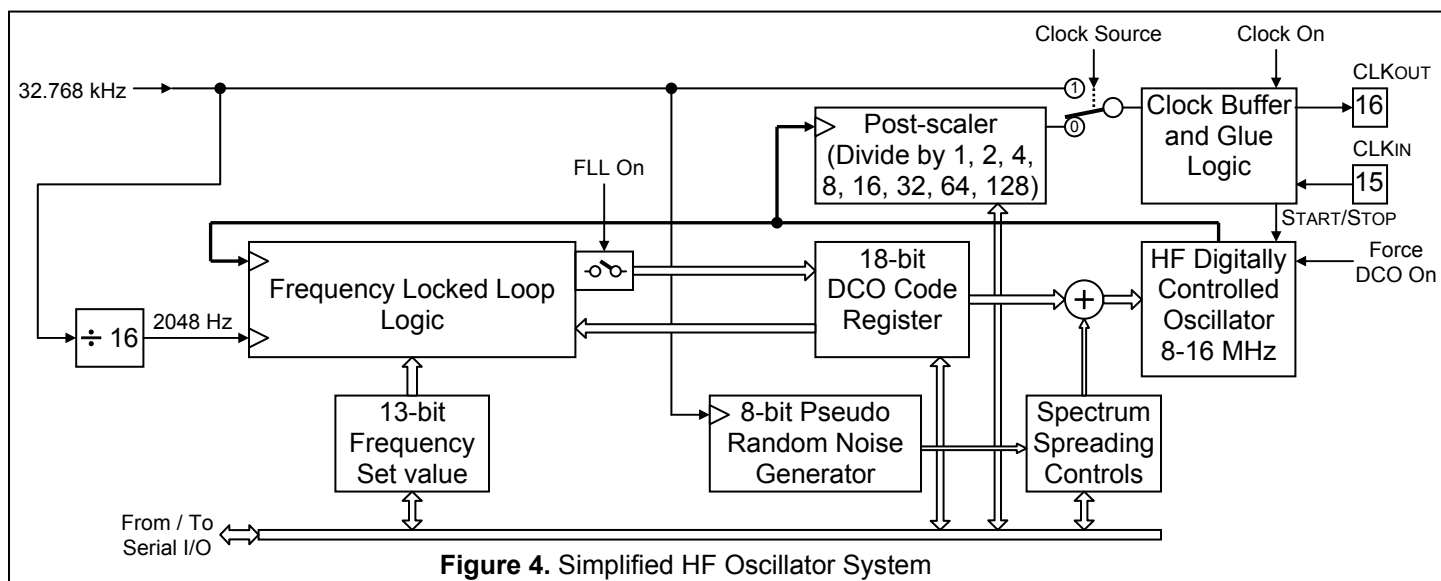 Clock Source
Clock On
32.768 kHz
1
0
CLKOUT
16
CLKIN
15
Post-scaler
(Divide by 1, 2, 4,
8, 16, 32, 64, 128)
Clock Buffer
and Glue
Logic
FLL On
START/STOP
Force
DCO On
Frequency Locked Loop
Logic
18-bit
DCO Code
Register
+
HF Digitally
Controlled
Oscillator
8-16 MHz
÷ 16
2048 Hz
13-bit
Frequency
Set value
8-bit Pseudo
Random Noise
Generator
Spectrum
Spreading
Controls
From / To
Serial I/O
Figure 4. Simplified HF Oscillator System